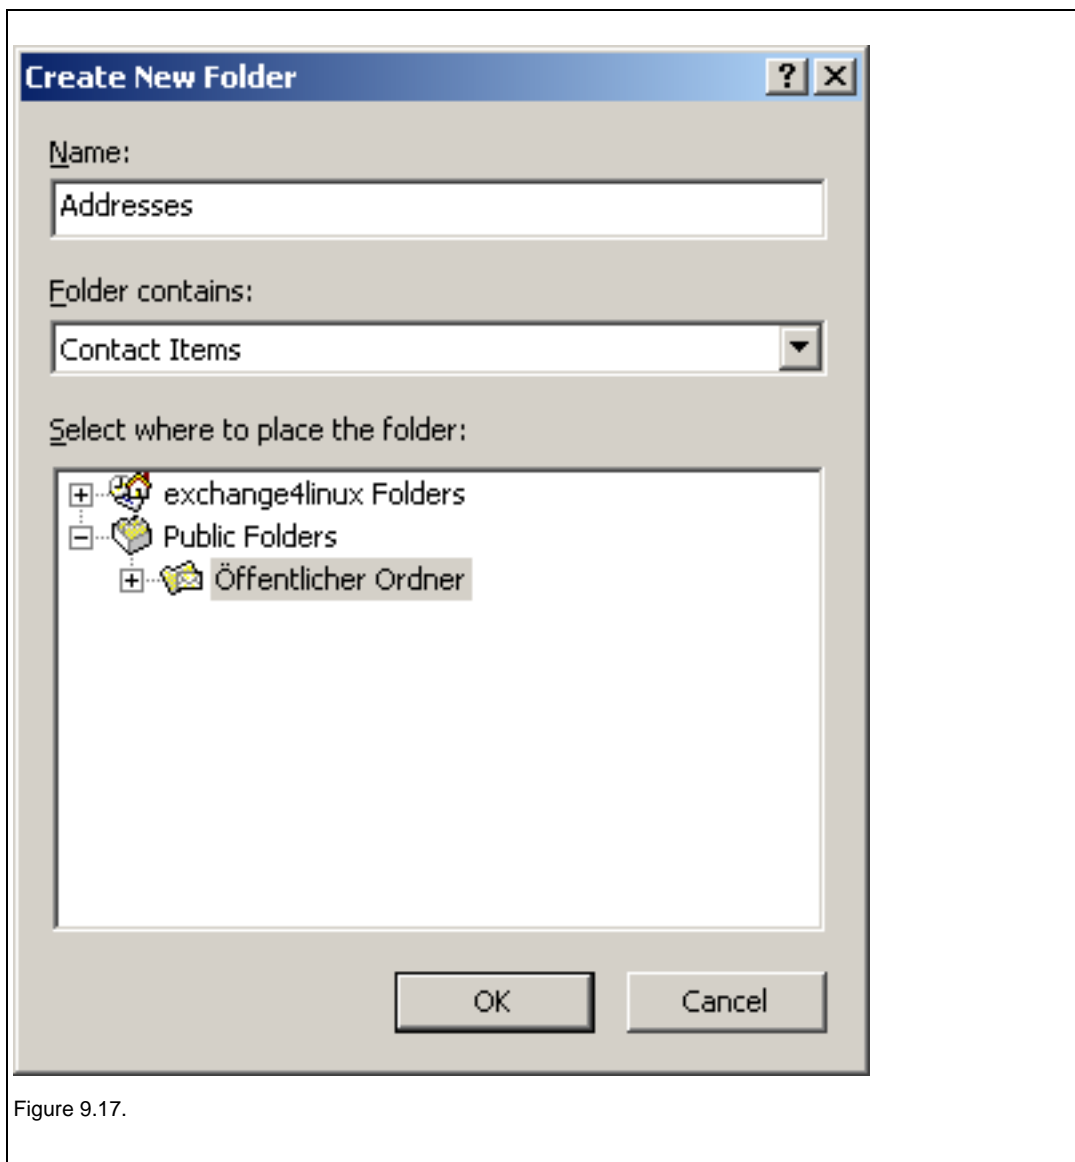 Create New Folder
Name:
Addresses
Folder contains:
Contact Items
Select where to place the folder:
exchange4linux Folders
Public Folders
Öffentlicher Ordner
OK Cancel
Figure 9.17.